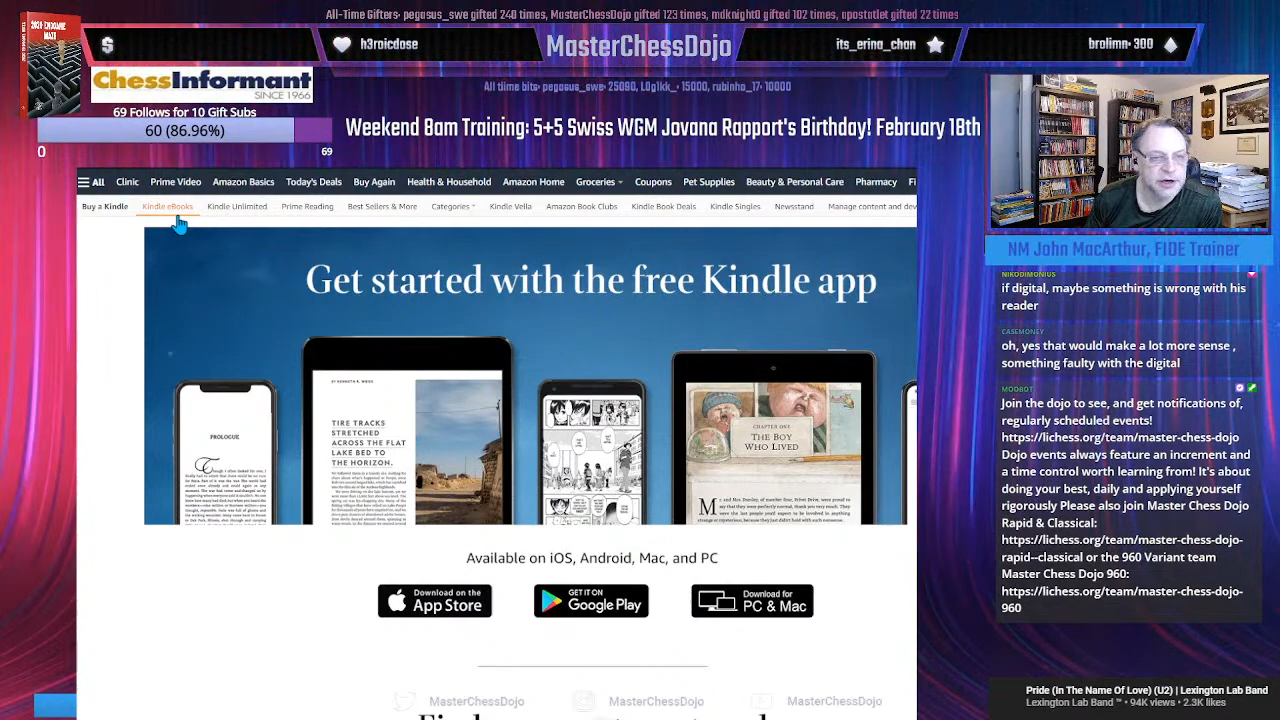 All-Time Gifters• pegasus_swe gifted 240 times, MasterChessDojo gifted 123 times, mdknight0 gifted 102 times, apostatlet gifted 22 times
$
h3roicdose
MasterChessDojo
its_erina_chan
brolimn• 300
ChessInformant
SINCE 1966
All time bits• pegasus_swe• 25090, L0g1kk_• 15000, rubinho_17• 10000
69 Follows for 10 Gift Subs
60 (86.96%)
0
69
Weekend 8am Training: 5+5 Swiss WGM Jovana Rapport's Birthday! February 18th
All Clinic Prime Video Amazon Basics Today's Deals Buy Again Health & Household Amazon Home Groceries Coupons Pet Supplies Beauty & Personal Care Pharmacy Fi
Buy a Kindle Kindle eBooks Kindle Unlimited Prime Reading Best Sellers & More Categories Kindle Vella Amazon Book Clubs Kindle Book Deals Kindle Singles Newsstand Manage content and dev
Get started with the free Kindle app
PROLOGUE
TIRE TRACKS
STRETCHED
ACROSS THE FLAT
LAKE BED TO
THE HORIZON.
CHAPTER ONE
THE BOY
WHO LIVED
Available on iOS, Android, Mac, and PC
Download on the
App Store
GET IT ON
Google Play
Download for
PC & Mac
MasterChessDojo
MasterChessDojo
MasterChessDojo
NM John MacArthur, FIDE Trainer
NIKODIMONIUS
if digital, maybe something is wrong with his
reader
CASEMONEY
oh, yes that would make a lot more sense ,
something faulty with the digital
MOOBOT
Join the dojo to see, and get notifications of,
regularly scheduled events!
https://lichess.org/team/master-chess-dojo
Dojo events always feature an increment and
a time control worth learning from! It's about
doing your best daily and applying yourself
rigorously Please also join Master Chess Dojo
Rapid & Classical:
https://lichess.org/team/master-chess-dojo-
rapid--classical or the 960 Variant team
Master Chess Dojo 960:
https://lichess.org/team/master-chess-dojo-
960
Pride (In The Name Of Love) (U2) | Lexington Lab Band
Lexington Lab Band ™ • 94K views • 2.3K likes